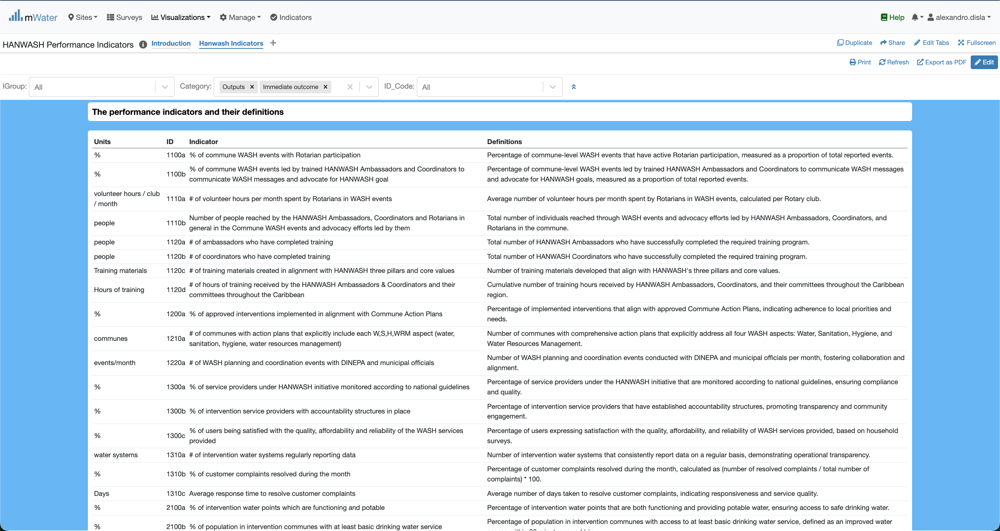 mWater Sites Surveys Visualizations Manage Indicators Help alexandro.disla
HANWASH Performance Indicators Introduction Hanwash Indicators + Duplicate Share Edit Tabs Fullscreen
Print Refresh Export as PDF Edit
IGroup: All Category: Outputs × Immediate outcome × ID_Code: All
The performance indicators and their definitions
Units ID Indicator Definitions
% 1100a % of commune WASH events with Rotarian participation Percentage of commune-level WASH events that have active Rotarian participation, measured as a proportion of total reported events.
% 1100b % of commune WASH events led by trained HANWASH Ambassadors and Coordinators to
communicate WASH messages and advocate for HANWASH goal
Percentage of commune-level WASH events led by trained HANWASH Ambassadors and Coordinators to communicate WASH messages
and advocate for HANWASH goals, measured as a proportion of total reported events.
volunteer hours / club
/ month
1110a # of volunteer hours per month spent by Rotarians in WASH events Average number of volunteer hours per month spent by Rotarians in WASH events, calculated per Rotary club.
people 1110b Number of people reached by the HANWASH Ambassadors, Coordinators and Rotarians in
general in the Commune WASH events and advocacy efforts led by them
Total number of individuals reached through WASH events and advocacy efforts led by HANWASH Ambassadors, Coordinators, and
Rotarians in the commune.
people 1120a # of ambassadors who have completed training Total number of HANWASH Ambassadors who have successfully completed the required training program.
people 1120b # of coordinators who have completed training Total number of HANWASH Coordinators who have successfully completed the required training program.
Training materials 1120c # of training materials created in alignment with HANWASH three pillars and core values Number of training materials developed that align with HANWASH's three pillars and core values.
Hours of training 1120d # of hours of training received by the HANWASH Ambassadors & Coordinators and their
committees throughout the Caribbean
Cumulative number of training hours received by HANWASH Ambassadors, Coordinators, and their committees throughout the Caribbean
region.
% 1200a % of approved interventions implemented in alignment with Commune Action Plans Percentage of implemented interventions that align with approved Commune Action Plans, indicating adherence to local priorities and
needs.
communes 1210a # of communes with action plans that explicitly include each W,S,H,WRM aspect (water,
sanitation, hygiene, water resources management)
Number of communes with comprehensive action plans that explicitly address all four WASH aspects: Water, Sanitation, Hygiene, and
Water Resources Management.
events/month 1220a # of WASH planning and coordination events with DINEPA and municipal officials Number of WASH planning and coordination events conducted with DINEPA and municipal officials per month, fostering collaboration and
alignment.
% 1300a % of service providers under HANWASH initiative monitored according to national guidelines Percentage of service providers under the HANWASH initiative that are monitored according to national guidelines, ensuring compliance
and quality.
% 1300b % of intervention service providers with accountability structures in place Percentage of intervention service providers that have established accountability structures, promoting transparency and community
engagement.
% 1300c % of users being satisfied with the quality, affordability and reliability of the WASH services
provided
Percentage of users expressing satisfaction with the quality, affordability, and reliability of WASH services provided, based on household
surveys.
water systems 1310a # of intervention water systems regularly reporting data Number of intervention water systems that consistently report data on a regular basis, demonstrating operational transparency.
% 1310b % of customer complaints resolved during the month Percentage of customer complaints resolved during the month, calculated as (number of resolved complaints / total number of
complaints) * 100.
Days 1310c Average response time to resolve customer complaints Average number of days taken to resolve customer complaints, indicating responsiveness and service quality.
% 2100a % of intervention water points which are functioning and potable Percentage of intervention water points that are both functioning and providing potable water, ensuring access to safe drinking water.
% 2100b % of population in intervention communes with at least basic drinking water service Percentage of population in intervention communes with access to at least basic drinking water service, defined as an improved water